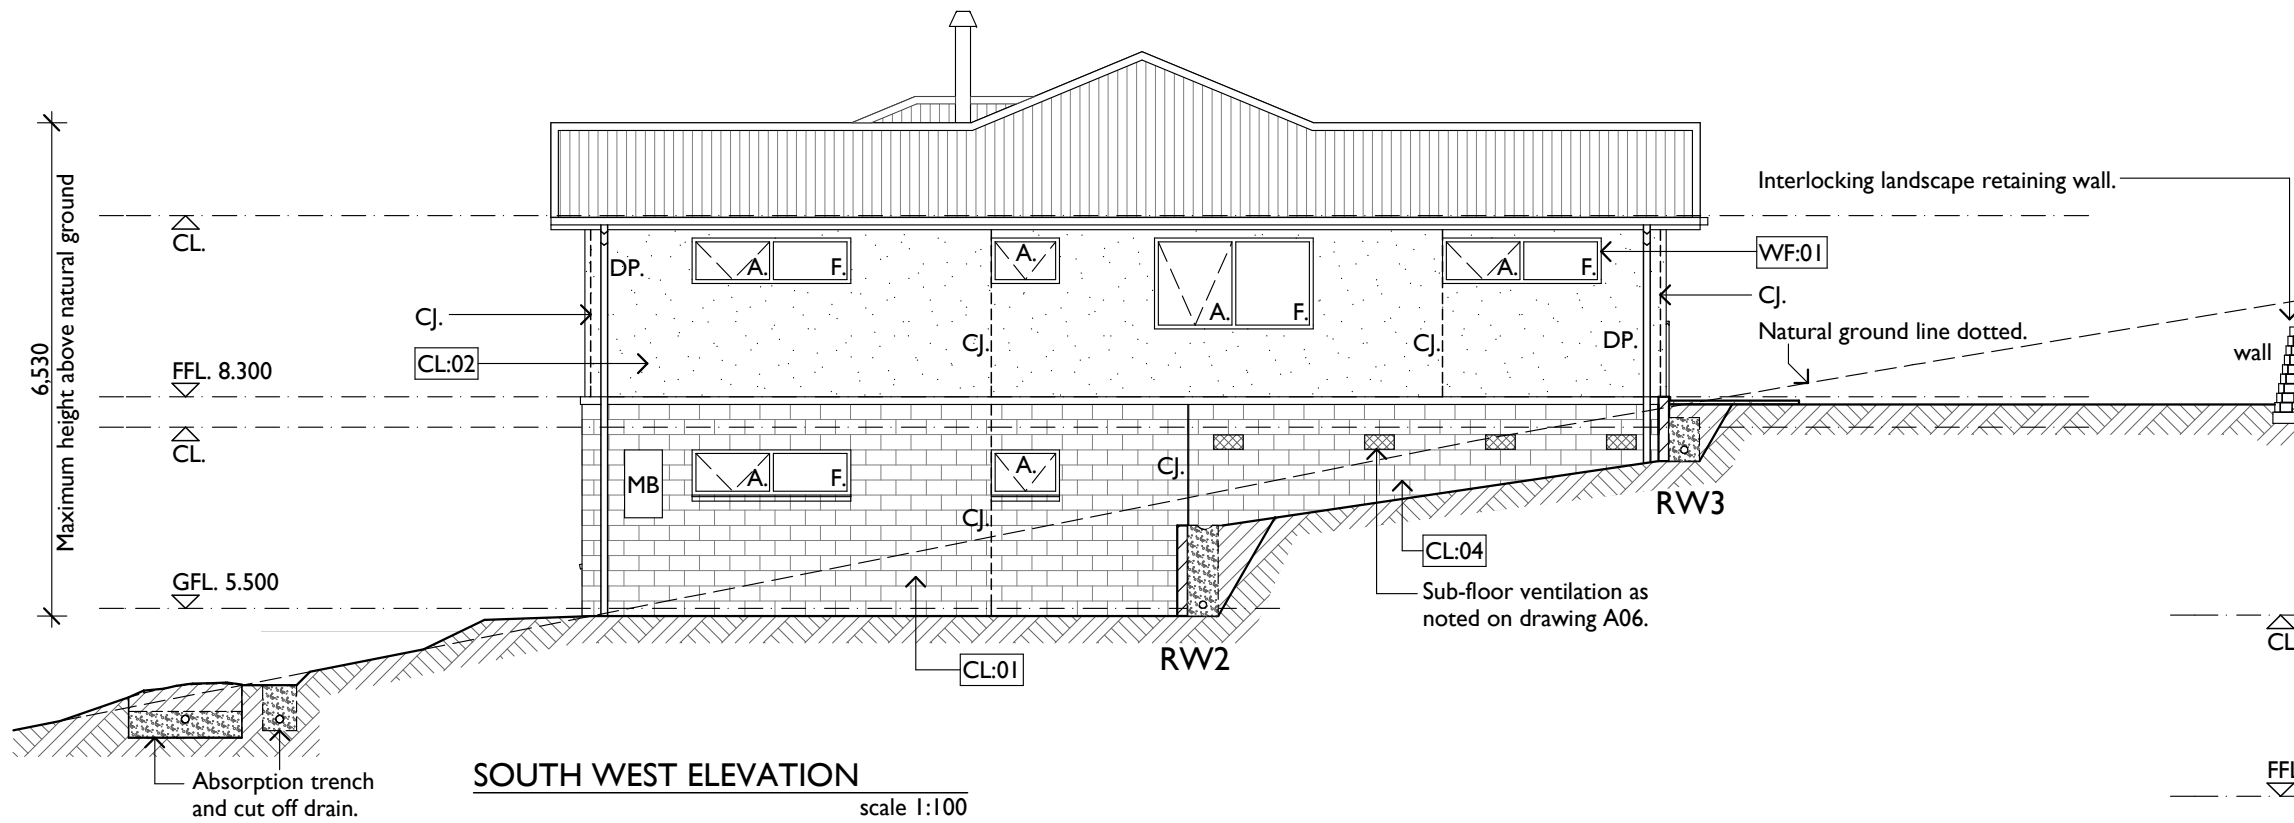 Interlocking landscape retaining wall.
CL.
DP.
A.
F.
A.
A.
F.
A.
F.
WF:01
CJ.
CJ.
Natural ground line dotted.
CJ.
CJ.
DP.
wall
CL:02
6,530
Maximum height above natural ground
FFL. 8.300
CL.
MB
A.
F.
A.
CJ.
CJ.
RW3
CL:04
GFL. 5.500
Sub-floor ventilation as
noted on drawing A06.
CL
RW2
CL:01
Absorption trench
and cut off drain.
SOUTH WEST ELEVATION
scale 1:100
FFL